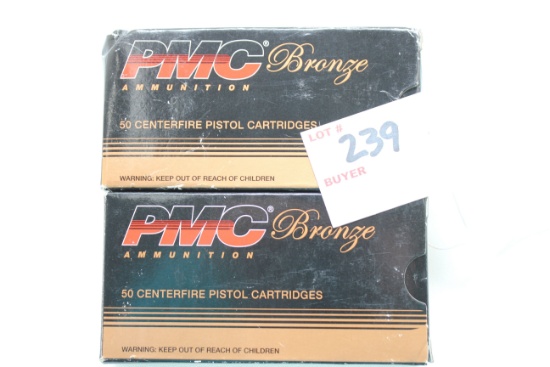 PMC® Bronze
AMMUNITION
50 CENTERFIRE PISTOL CARTRIDGES
WARNING: KEEP OUT OF REACH OF CHILDREN
LOT #
239
BUYER
PMC® Bronze
AMMUNITION
50 CENTERFIRE PISTOL CARTRIDGES
WARNING: KEEP OUT OF REACH OF CHILDREN